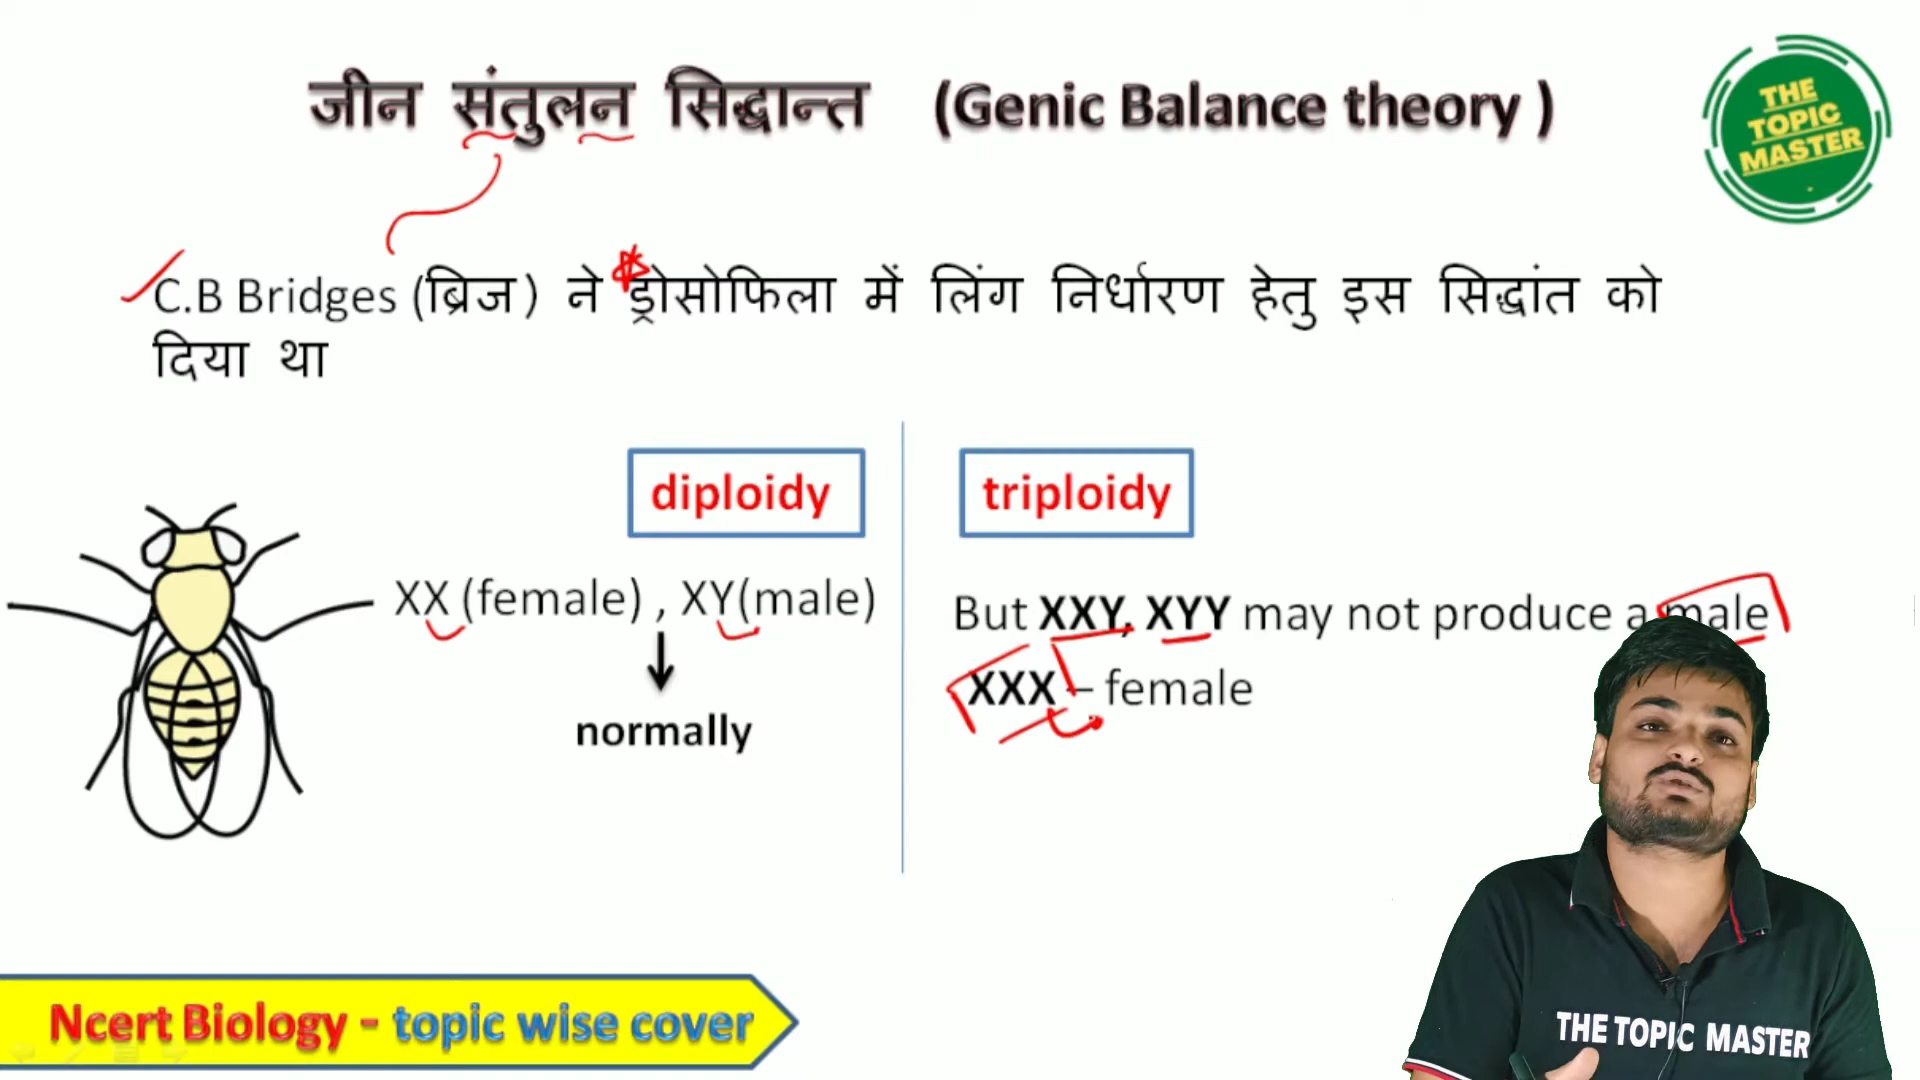 जीन संतुलन सिद्धान्त (Genic Balance theory )
THE
TOPIC
MASTER
C.B Bridges (ब्रिज) ने ड्रोसोफिला में लिंग निर्धारण हेतु इस सिद्धांत को
दिया था
diploidy
triploidy
XX (female) , XY(male)
normally
But XXY, XYY may not produce a male
XXX – female
Ncert Biology - topic wise cover
THE TOPIC MASTER